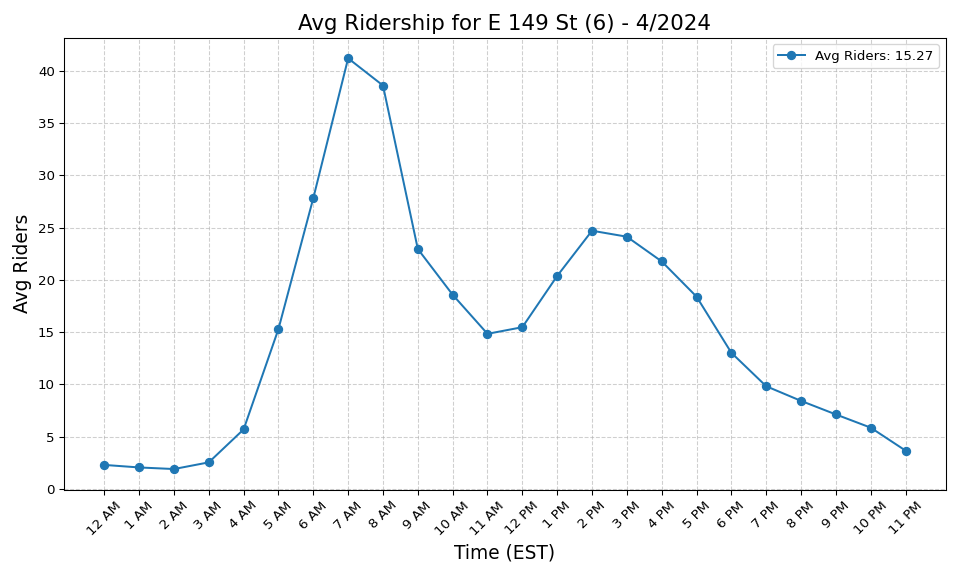 Avg Ridership for E 149 St (6) - 4/2024
Avg Riders: 15.27
Avg Riders
40
35
30
25
20
15
10
5
0
12 AM
1 AM
2 AM
3 AM
4 AM
5 AM
6 AM
7 AM
8 AM
9 AM
10 AM
11 AM
12 PM
1 PM
2 PM
3 PM
4 PM
5 PM
6 PM
7 PM
8 PM
9 PM
10 PM
11 PM
Time (EST)